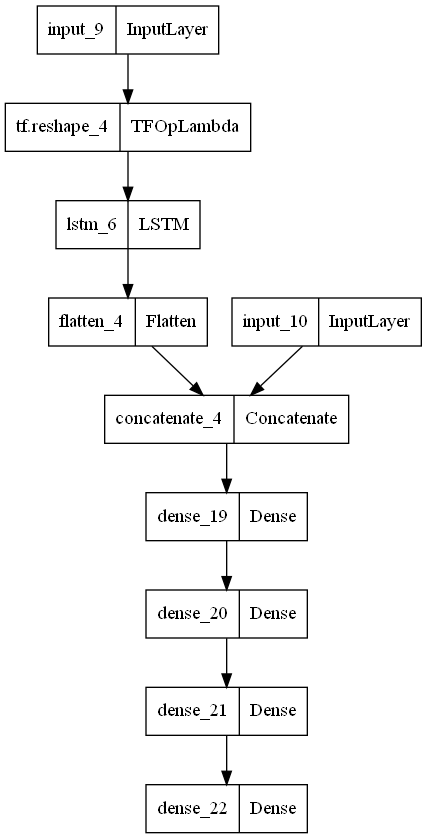 input_9 InputLayer
tf.reshape_4 TFOpLambda
lstm_6 LSTM
flatten_4 Flatten
input_10 InputLayer
concatenate_4 Concatenate
dense_19 Dense
dense_20 Dense
dense_21 Dense
dense_22 Dense